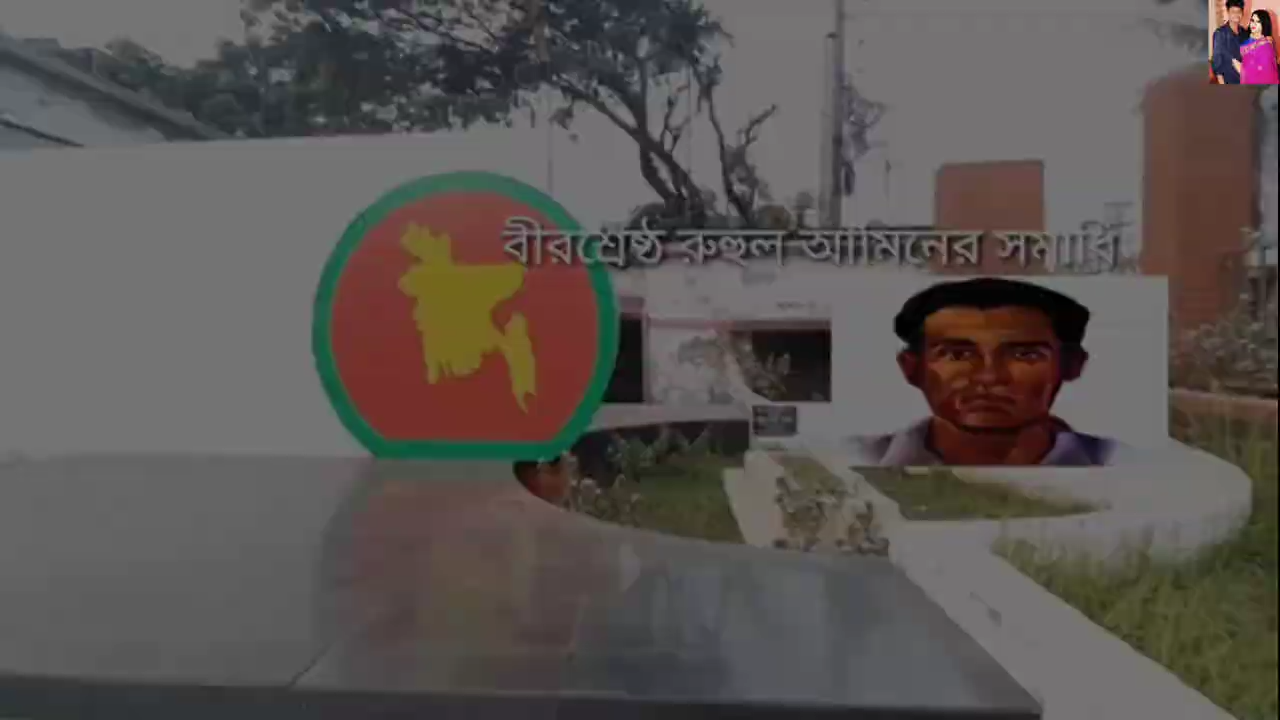 বীরশ্রেষ্ঠ রুহুল আমিনের সমাধি